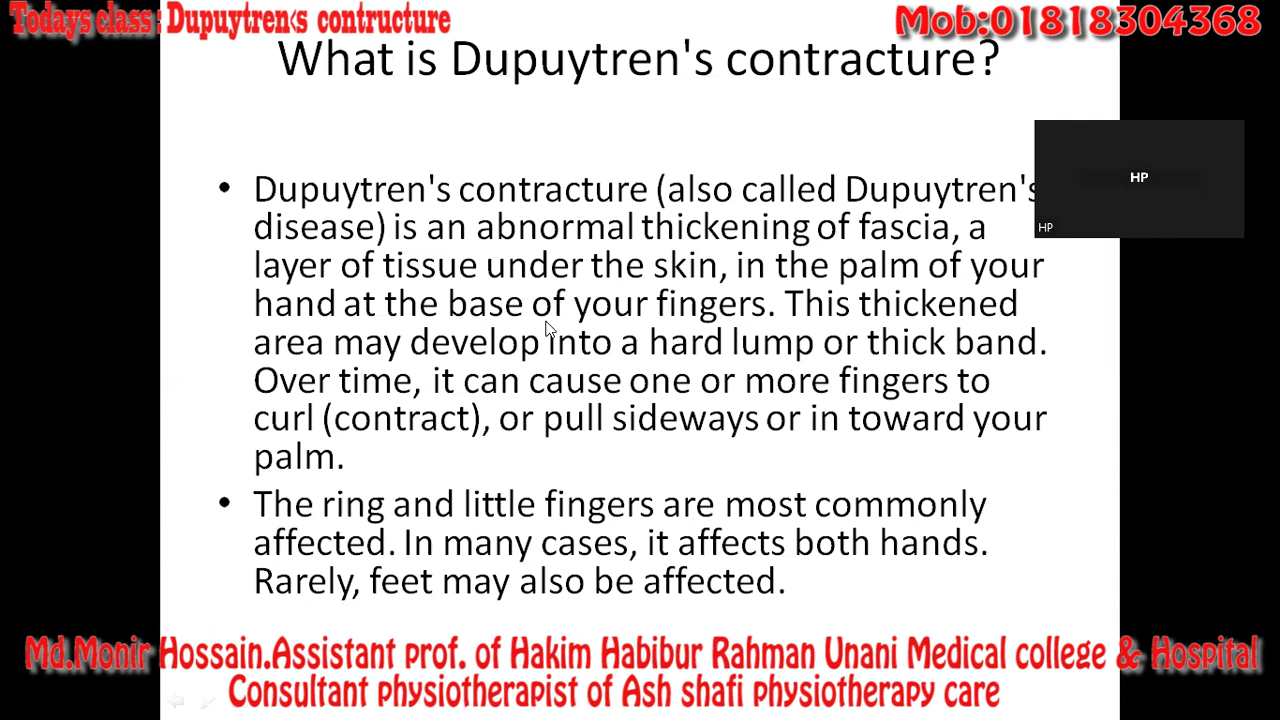 Todays class : Dupuytren‹s contructure
Mob:01818304368
What is Dupuytren's contracture?
• Dupuytren's contracture (also called Dupuytren's
disease) is an abnormal thickening of fascia, a
layer of tissue under the skin, in the palm of your
hand at the base of your fingers. This thickened
area may develop into a hard lump or thick band.
Over time, it can cause one or more fingers to
curl (contract), or pull sideways or in toward your
palm.
• The ring and little fingers are most commonly
affected. In many cases, it affects both hands.
Rarely, feet may also be affected.
HP
HP
Md.Monir Hossain.Assistant prof. of Hakim Habibur Rahman Unani Medical college & Hospital
Consultant physiotherapist of Ash shafi physiotherapy care